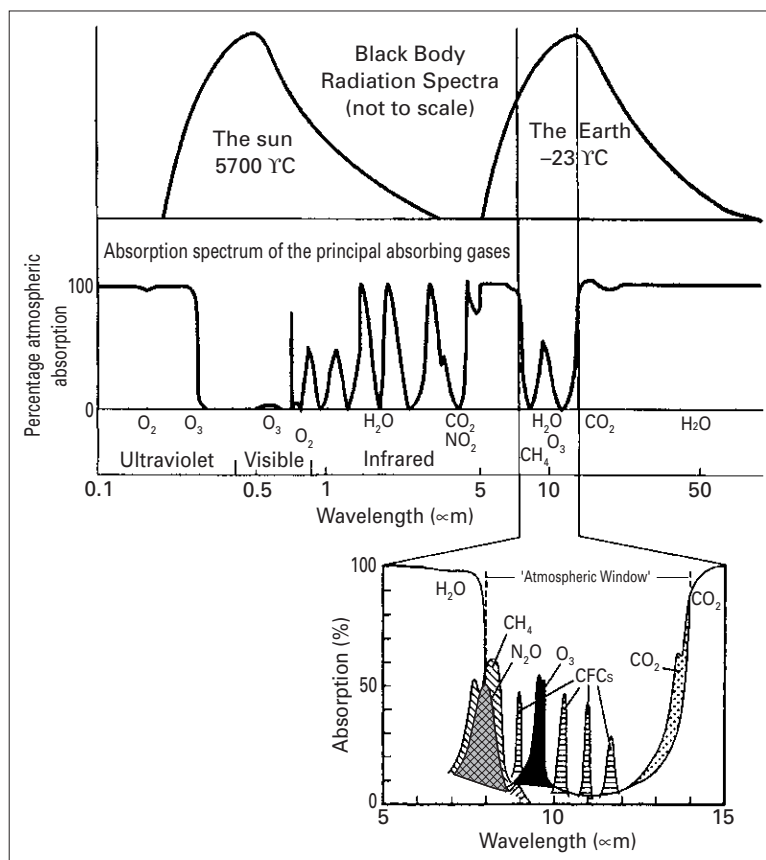 Black Body
Radiation Spectra
(not to scale)
The sun
5700 ϒC
The Earth
–23 ϒC
Absorption spectrum of the principal absorbing gases
Percentage atmospheric
absorption
100
0
O₂ O₃ O₃ O₂ H₂O CO₂ H₂O CO₂ H₂O
NO₂ O₃
CH₄
Ultraviolet Visible Infrared
0.1 0.5 1 5 10 50
Wavelength (∝m)
100
'Atmospheric Window'
H₂O
CO₂
CH₄
N₂O
O₃
CO₂
CFCs
50
Absorption (%)
0
5 10 15
Wavelength (∝m)